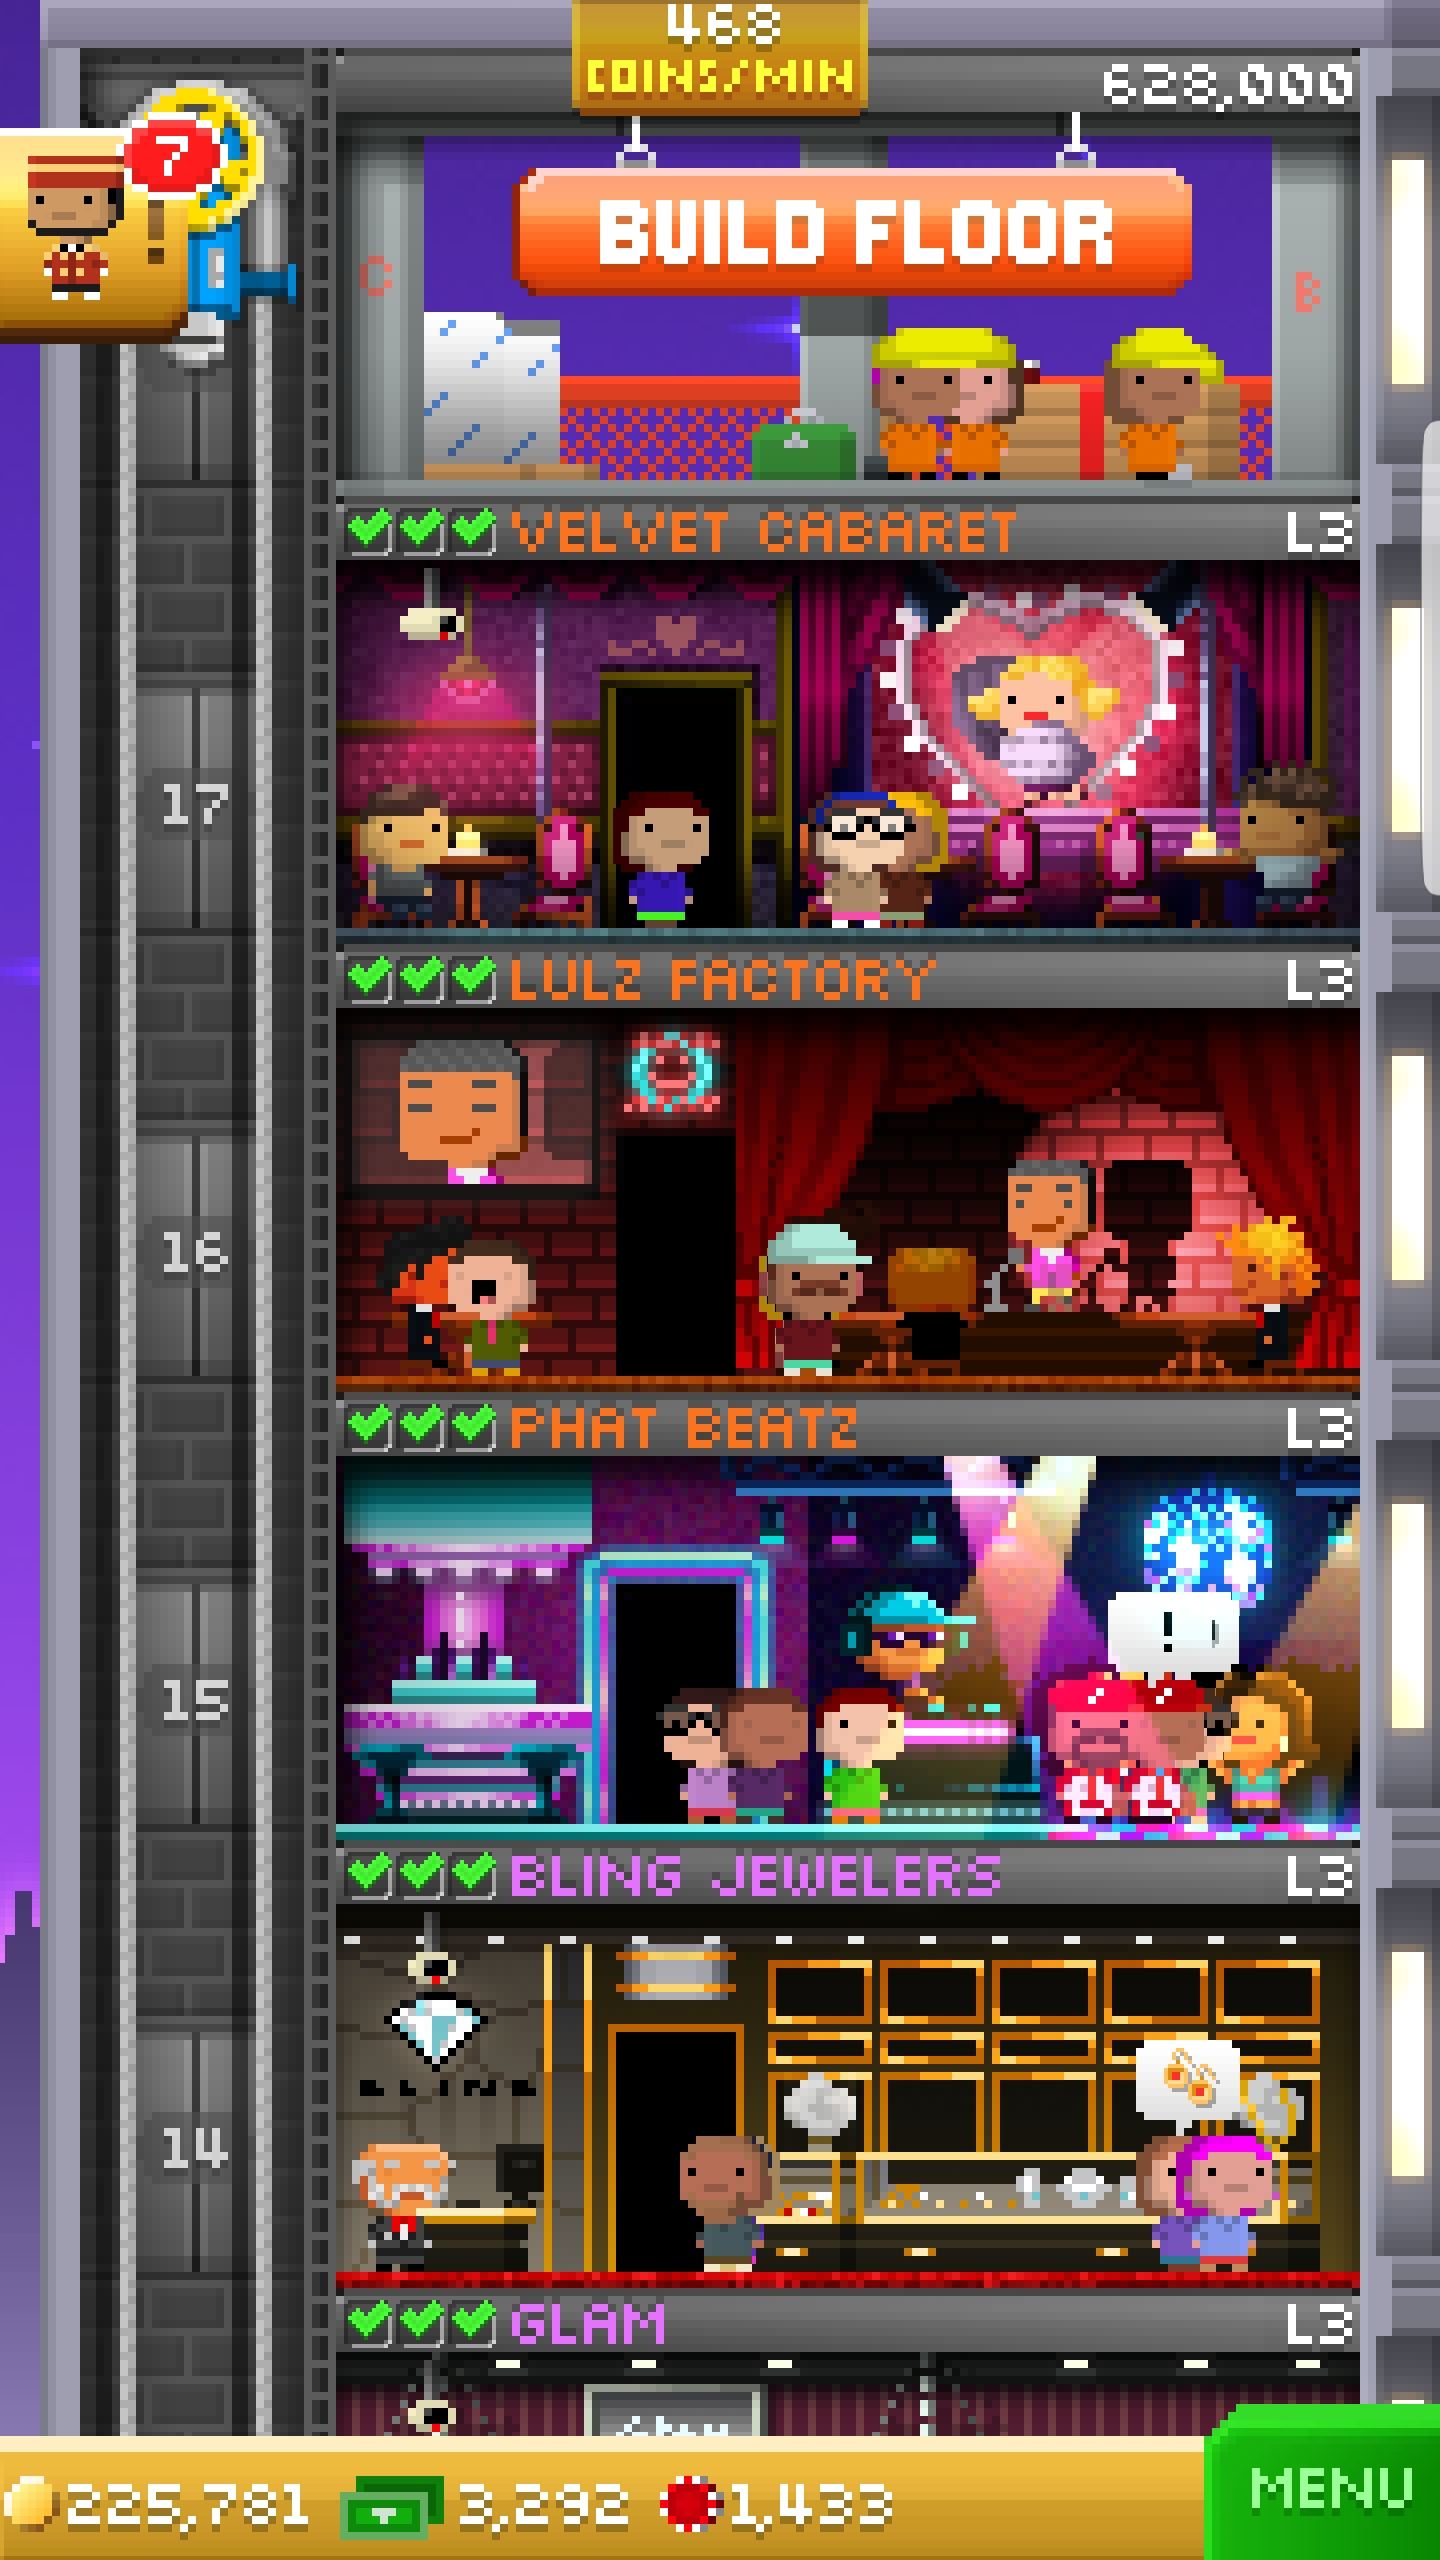 468
COINS/MIN
628,000
7
!
C
BUILD FLOOR
B
VELVET CABARET L3
17
LULZ FACTORY L3
16
PHAT BEATZ L3
!
15
BLING JEWELERS L3
BLING
14
GLAM L3
225,781 3,292 1,433
MENU